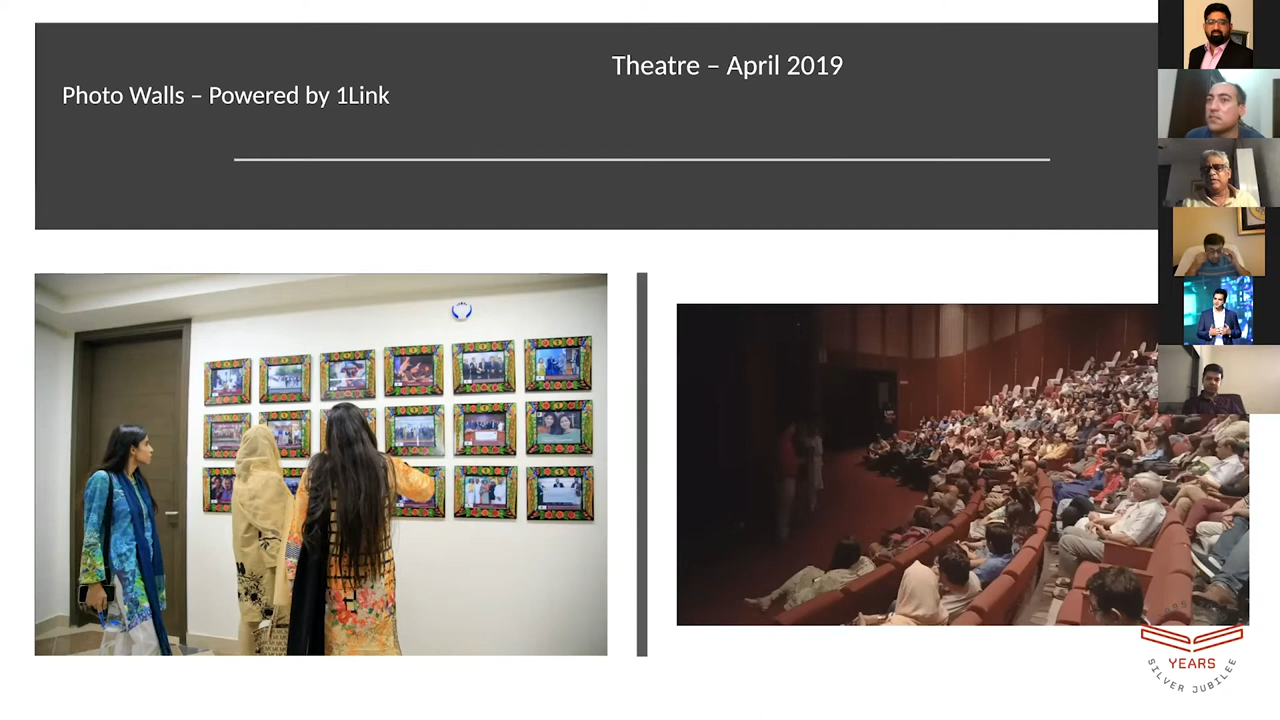 Theatre – April 2019
Photo Walls – Powered by 1Link
YEARS
SILVER JUBILEE